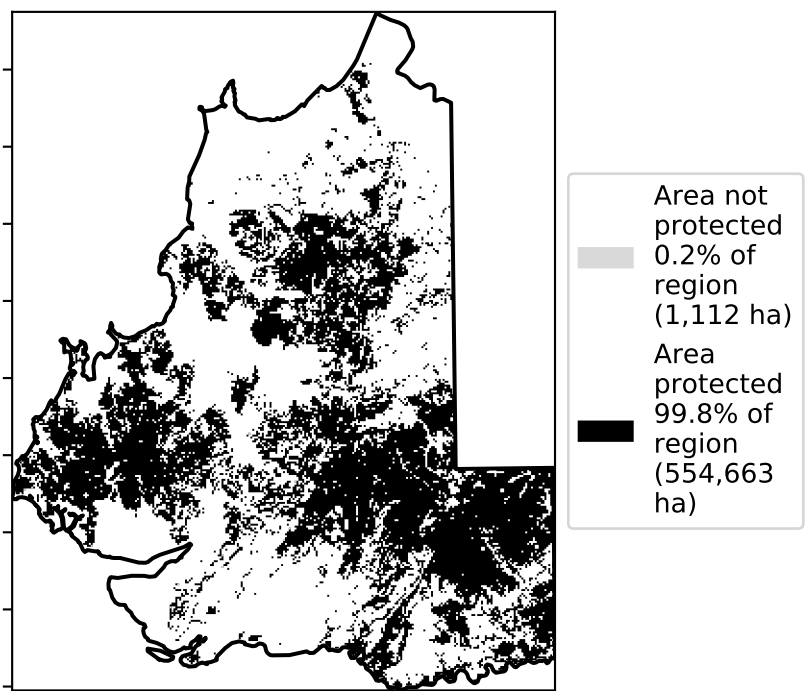 Area not
protected
0.2% of
region
(1,112 ha)
Area
protected
99.8% of
region
(554,663
ha)